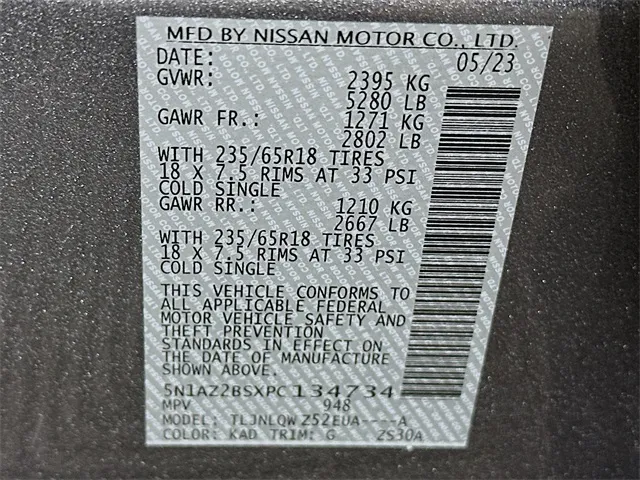 MFD BY NISSAN MOTOR CO., LTD.
DATE: 05/23
GVWR: 2395 KG
5280 LB
GAWR FR.: 1271 KG
2802 LB
WITH 235/65R18 TIRES
18 X 7.5 RIMS AT 33 PSI
COLD SINGLE
GAWR RR.: 1210 KG
2667 LB
WITH 235/65R18 TIRES
18 X 7.5 RIMS AT 33 PSI
COLD SINGLE
THIS VEHICLE CONFORMS TO
ALL APPLICABLE FEDERAL
MOTOR VEHICLE SAFETY AND
THEFT PREVENTION
STANDARDS IN EFFECT ON
THE DATE OF MANUFACTURE
SHOWN ABOVE.
5N1AZ2BSXPC134734
MPV 948
MODEL: TLJNLQW Z52EUA----A
COLOR: KAD TRIM: G ZS30A